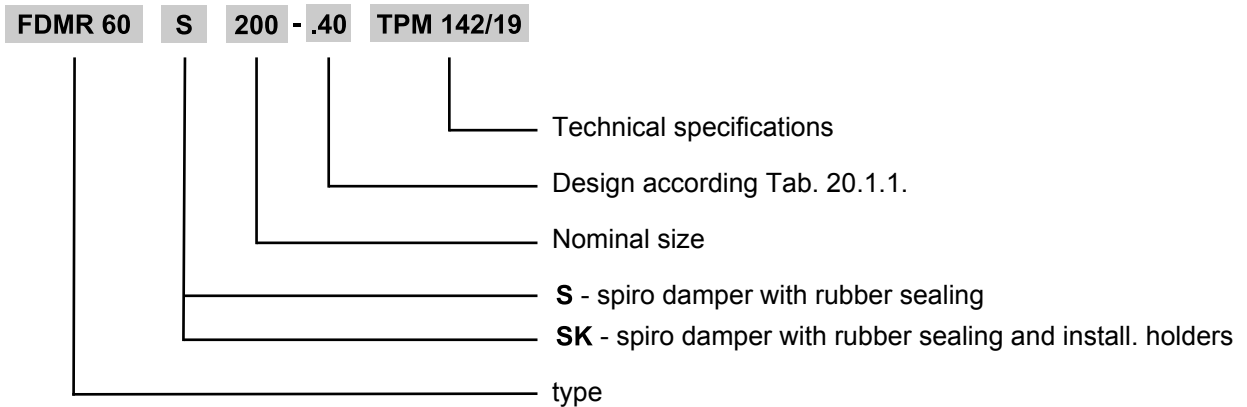 FDMR 60 S 200 - .40 TPM 142/19
Technical specifications
Design according Tab. 20.1.1.
Nominal size
S - spiro damper with rubber sealing
SK - spiro damper with rubber sealing and install. holders
type